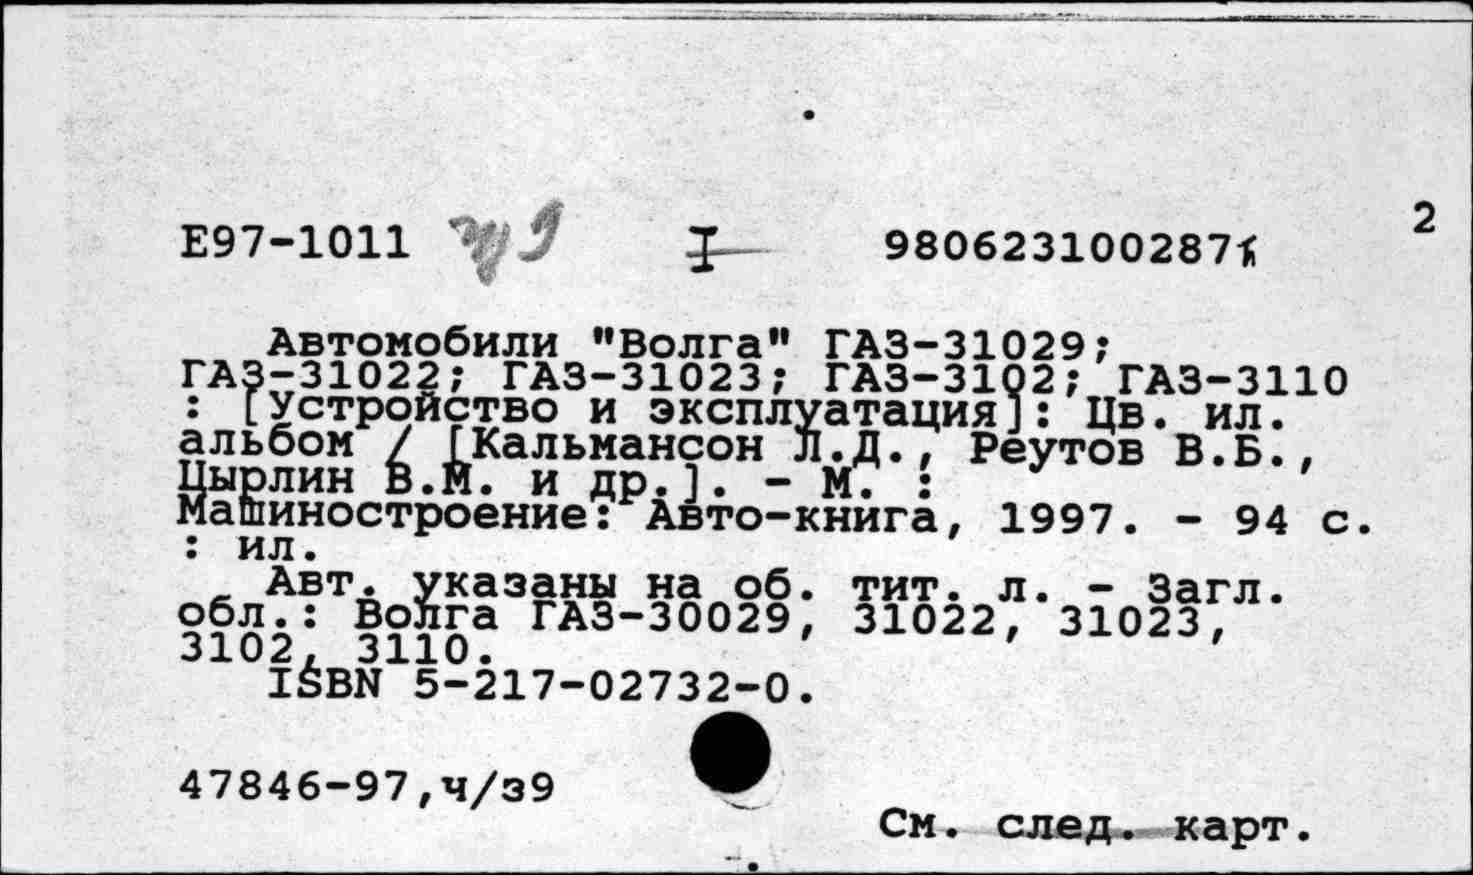 2
Е97-1011 I 980623100287
Автомобили "Волга" ГАЗ-31029;
ГАЗ-31022; ГАЗ-31023; ГАЗ-3102; ГАЗ-3110
: [Устройство и эксплуатация]: Цв. ил.
альбом / [Кальмансон Л.Д., Реутов В.Б.,
Цырлин В.М. и др.]. - М. :
Машиностроение: Авто-книга, 1997. - 94 с.
: ил.
Авт. указаны на об. тит. л. - Загл.
обл.: Волга ГАЗ-30029, 31022, 31023,
3102, 3110.
ISBN 5-217-02732-0.
47846-97,ч/з9
См. след. карт.